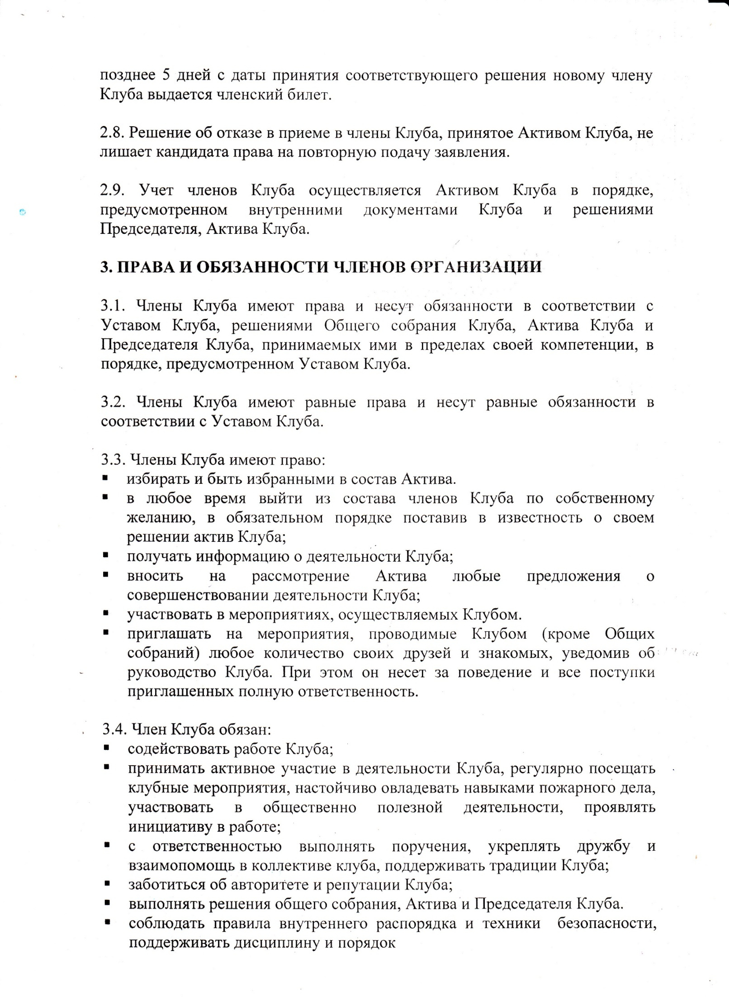 позднее 5 дней с даты принятия соответствующего решения новому члену
Клуба выдается членский билет.
2.8. Решение об отказе в приеме в члены Клуба, принятое Активом Клуба, не
лишает кандидата права на повторную подачу заявления.
2.9. Учет членов Клуба осуществляется Активом Клуба в порядке,
предусмотренном внутренними документами Клуба и решениями
Председателя, Актива Клуба.
3. ПРАВА И ОБЯЗАННОСТИ ЧЛЕНОВ ОРГАНИЗАЦИИ
3.1. Члены Клуба имеют права и несут обязанности в соответствии с
Уставом Клуба, решениями Общего собрания Клуба, Актива Клуба и
Председателя Клуба, принимаемых ими в пределах своей компетенции, в
порядке, предусмотренном Уставом Клуба.
3.2. Члены Клуба имеют равные права и несут равные обязанности в
соответствии с Уставом Клуба.
3.3. Члены Клуба имеют право:
▪ избирать и быть избранными в состав Актива.
▪ в любое время выйти из состава членов Клуба по собственному
желанию, в обязательном порядке поставив в известность о своем
решении актив Клуба;
▪ получать информацию о деятельности Клуба;
▪ вносить на рассмотрение Актива любые предложения о
совершенствовании деятельности Клуба;
▪ участвовать в мероприятиях, осуществляемых Клубом.
▪ приглашать на мероприятия, проводимые Клубом (кроме Общих
собраний) любое количество своих друзей и знакомых, уведомив об
руководство Клуба. При этом он несет за поведение и все поступки
приглашенных полную ответственность.
3.4. Член Клуба обязан:
▪ содействовать работе Клуба;
▪ принимать активное участие в деятельности Клуба, регулярно посещать
клубные мероприятия, настойчиво овладевать навыками пожарного дела,
участвовать в общественно полезной деятельности, проявлять
инициативу в работе;
▪ с ответственностью выполнять поручения, укреплять дружбу и
взаимопомощь в коллективе клуба, поддерживать традиции Клуба;
▪ заботиться об авторитете и репутации Клуба;
▪ выполнять решения общего собрания, Актива и Председателя Клуба.
▪ соблюдать правила внутреннего распорядка и техники безопасности,
поддерживать дисциплину и порядок